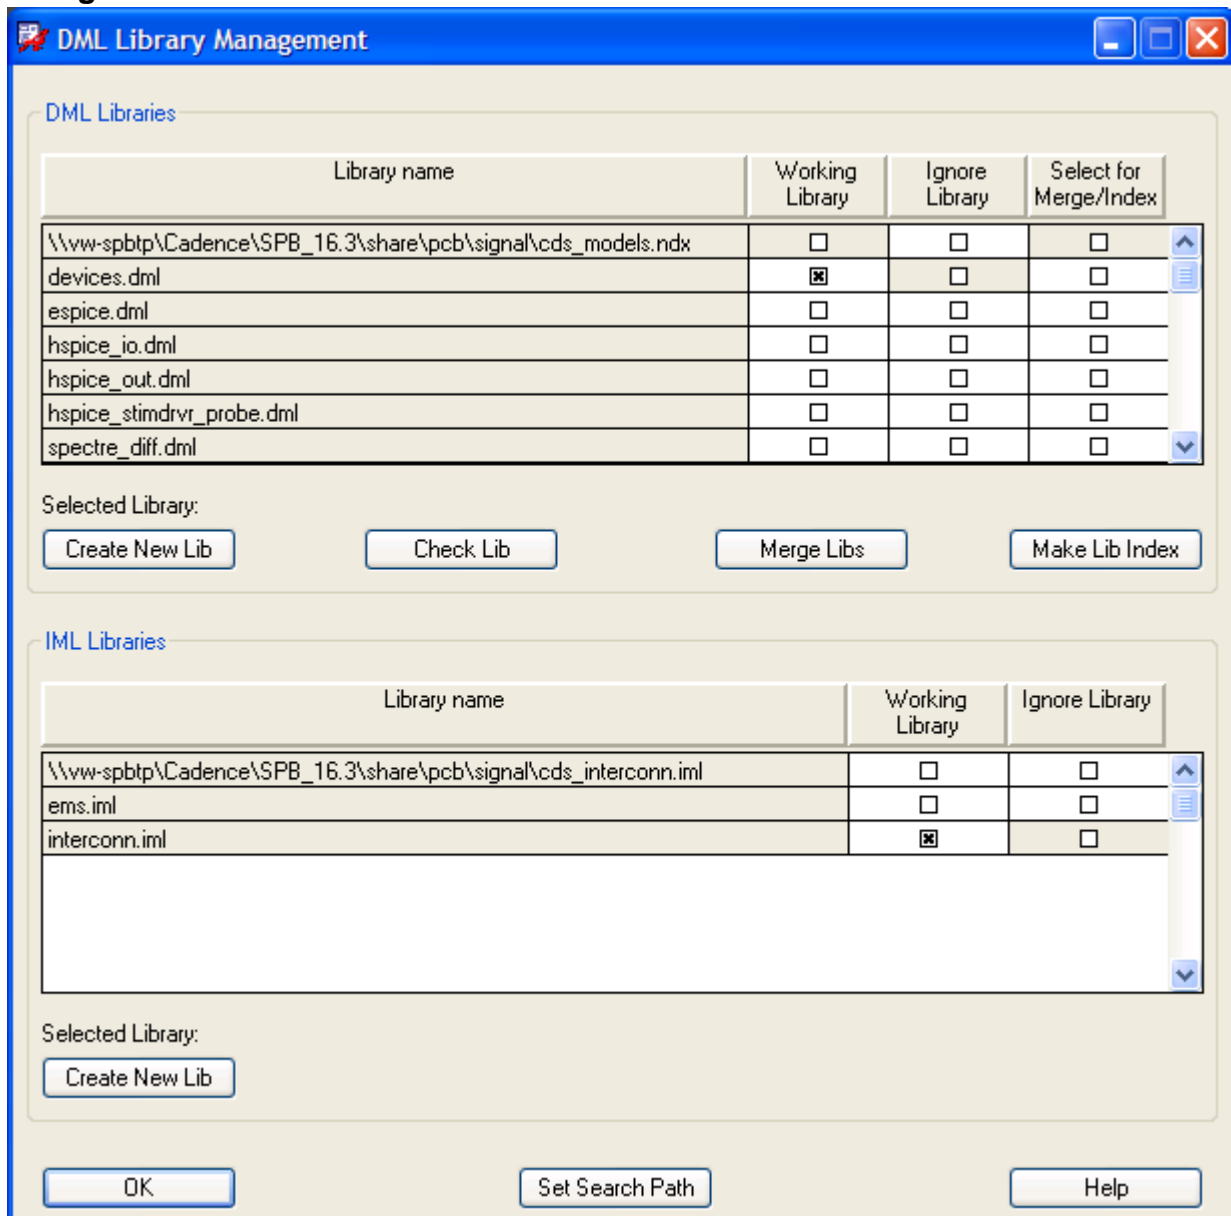 DML Library Management
DML Libraries
Library name Working Library Ignore Library Select for Merge/Index
\\vw-spbtp\Cadence\SPB_16.3\share\pcb\signal\cds_models.ndx
devices.dml
espice.dml
hspice_io.dml
hspice_out.dml
hspice_stimdrvr_probe.dml
spectre_diff.dml
Selected Library:
Create New Lib Check Lib Merge Libs Make Lib Index
IML Libraries
Library name Working Library Ignore Library
\\vw-spbtp\Cadence\SPB_16.3\share\pcb\signal\cds_interconn.iml
ems.iml
interconn.iml
Selected Library:
Create New Lib
OK Set Search Path Help